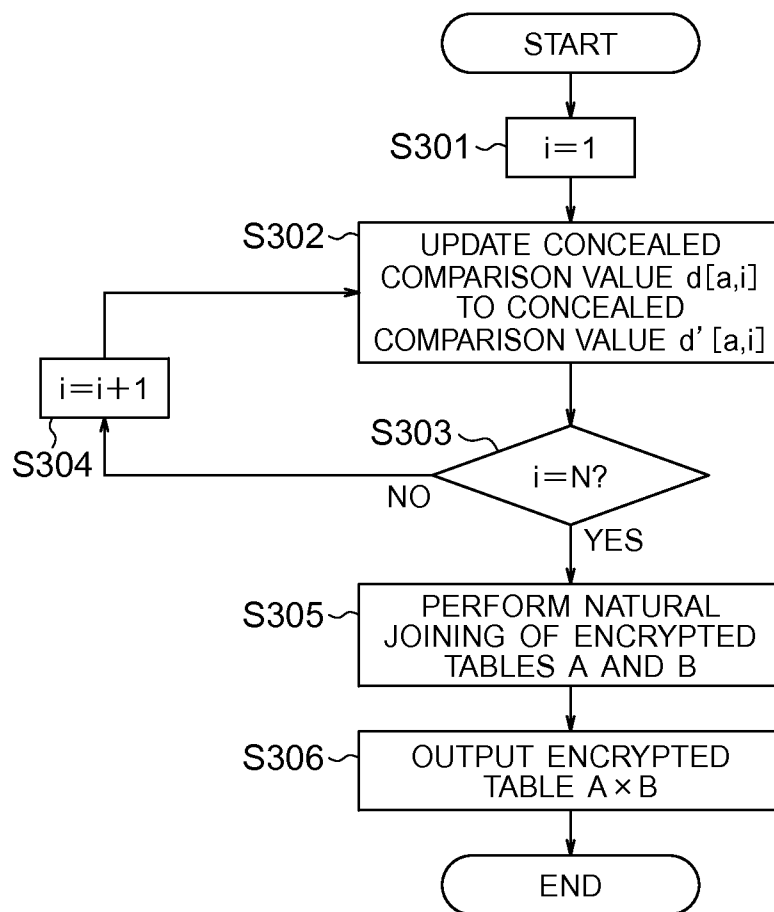 START
S301
i=1
S302
UPDATE CONCEALED
COMPARISON VALUE d[a,i]
TO CONCEALED
COMPARISON VALUE d' [a,i]
i=i+1
S304
S303
i=N?
NO
YES
S305
PERFORM NATURAL
JOINING OF ENCRYPTED
TABLES A AND B
S306
OUTPUT ENCRYPTED
TABLE A×B
END